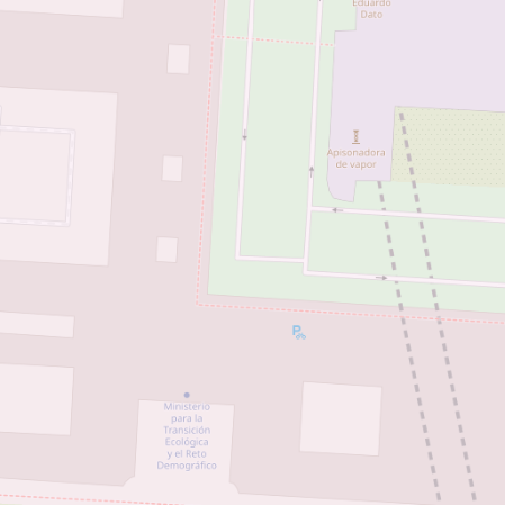 Eduardo
Dato
Apisonadora
de vapor
P
Ministerio
para la
Transición
Ecológica
y el Reto
Demográfico